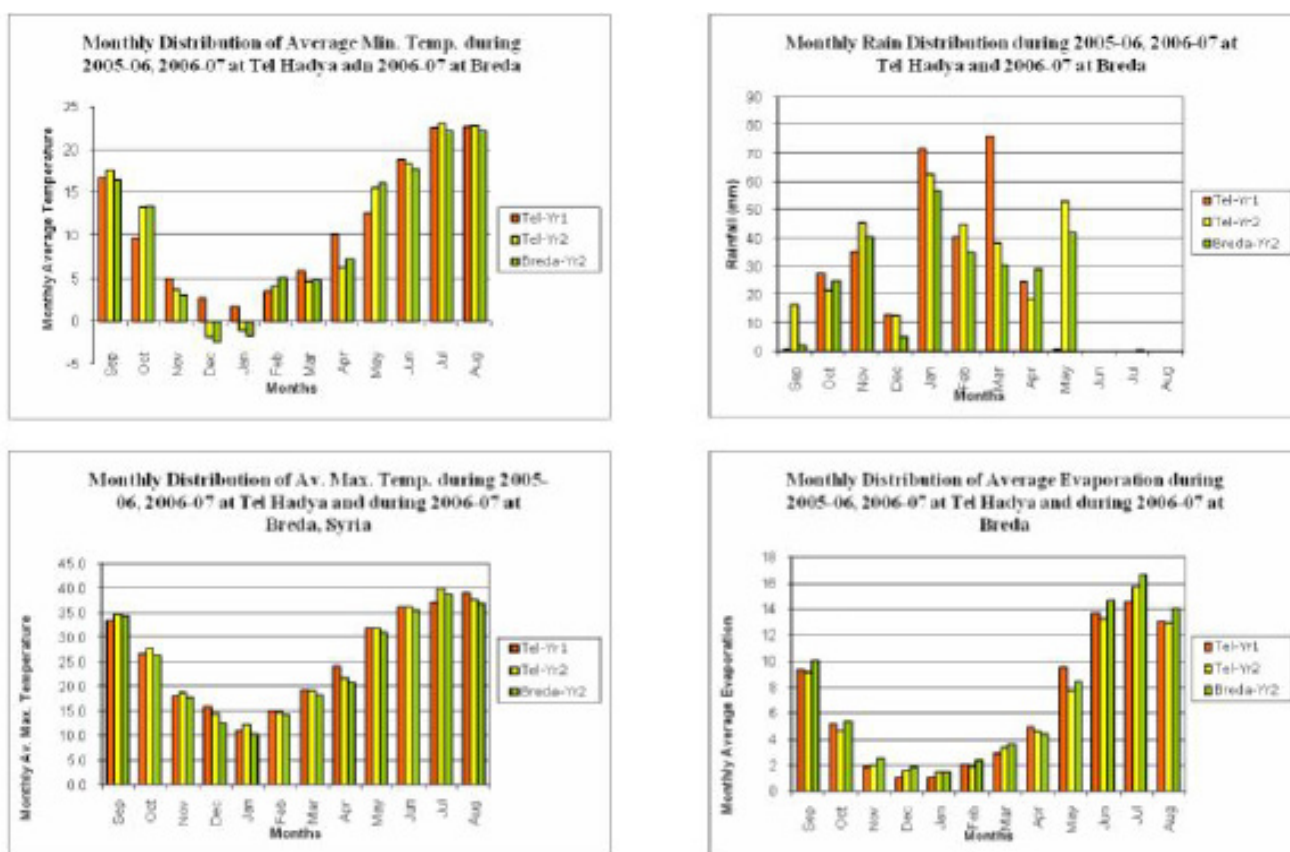 Monthly Distribution of Average Min. Temp. during
2005-06, 2006-07 at Tel Hadya adn 2006-07 at Breda
Monthly Average Temperature
25
20
15
10
5
0
-5
Sep
Oct
Nov
Dec
Jan
Feb
Mar
Apr
May
Jun
Jul
Aug
Months
Tel-Yr1
Tel-Yr2
Breda-Yr2
Monthly Rain Distribution during 2005-06, 2006-07 at
Tel Hadya and 2006-07 at Breda
Rainfall (mm)
90
80
70
60
50
40
30
20
10
0
Sep
Oct
Nov
Dec
Jan
Feb
Mar
Apr
May
Jun
Jul
Aug
Months
Tel-Yr1
Tel-Yr2
Breda-Yr2
Monthly Distribution of Av. Max. Temp. during 2005-
06, 2006-07 at Tel Hadya and during 2006-07 at
Breda, Syria
Monthly Av. Max. Temperature
45.0
40.0
35.0
30.0
25.0
20.0
15.0
10.0
5.0
0.0
Sep
Oct
Nov
Dec
Jan
Feb
Mar
Apr
May
Jun
Jul
Aug
Months
Tel-Yr1
Tel-Yr2
Breda-Yr2
Monthly Distribution of Average Evaporation during
2005-06, 2006-07 at Tel Hadya and during 2006-07 at
Breda
Monthly Average Evaporation
18
16
14
12
10
8
6
4
2
0
Sep
Oct
Nov
Dec
Jan
Feb
Mar
Apr
May
Jun
Jul
Aug
Months
Tel-Yr1
Tel-Yr2
Breda-Yr2